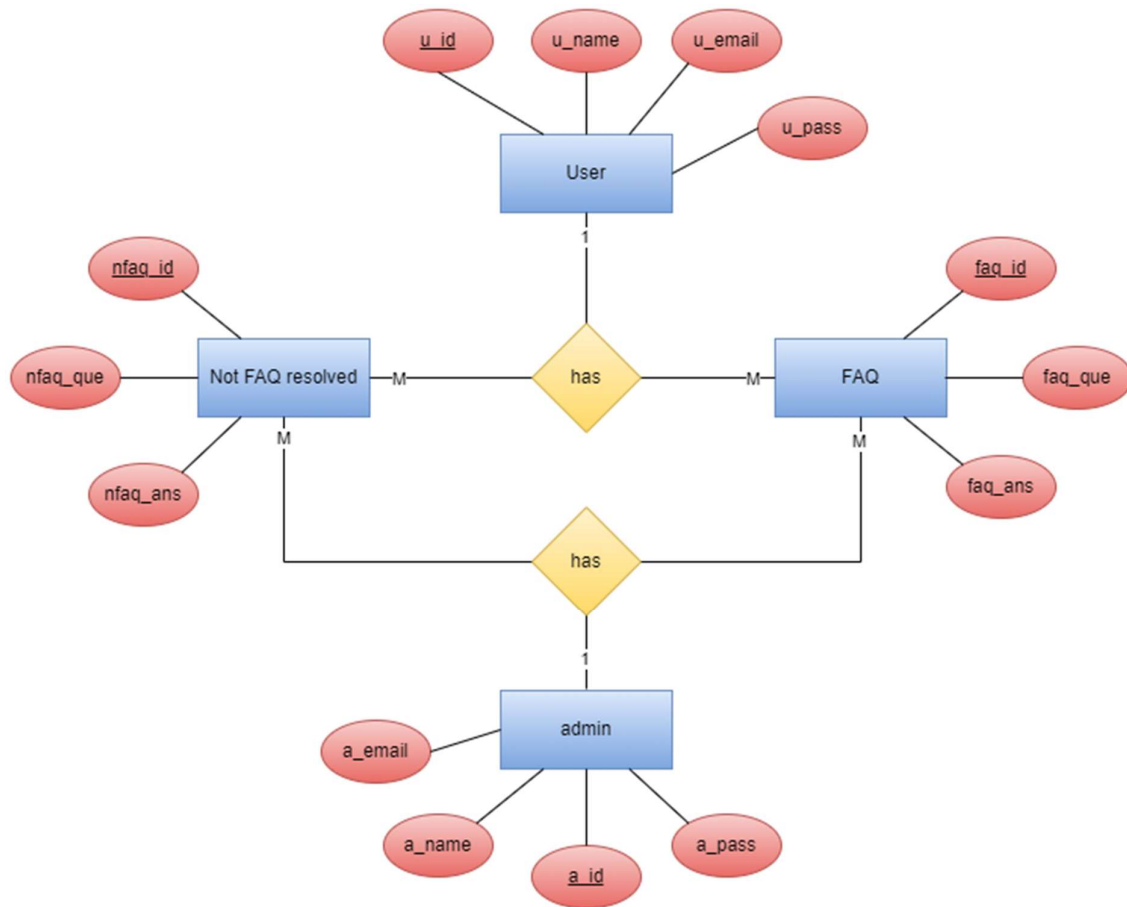 u_id
u_name
u_email
u_pass
User
1
nfaq_id
faq_id
nfaq_que
Not FAQ resolved
M
has
M
FAQ
faq_que
M
M
nfaq_ans
faq_ans
has
1
a_email
admin
a_name
a_pass
a_id